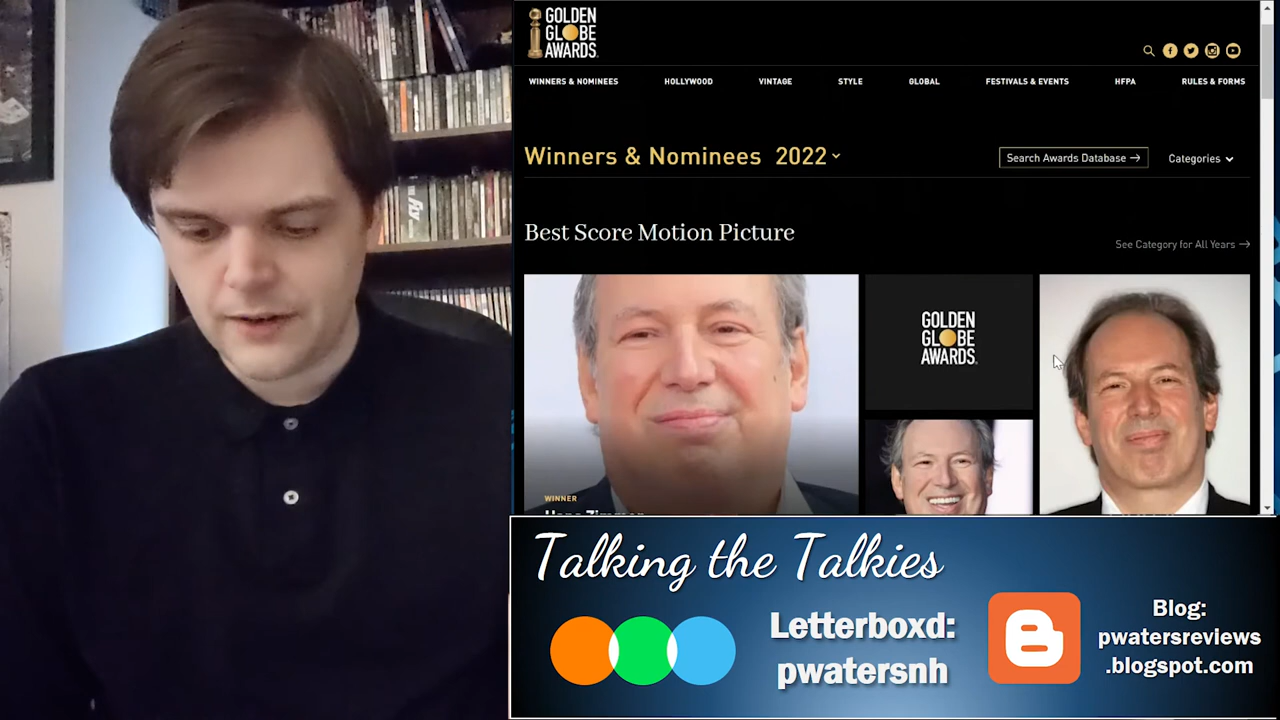 GOLDEN
GLOBE
AWARDS
WINNERS & NOMINEES
HOLLYWOOD
VINTAGE
STYLE
GLOBAL
FESTIVALS & EVENTS
HFPA
RULES & FORMS
Winners & Nominees 2022
Search Awards Database →
Categories
Best Score Motion Picture
See Category for All Years →
GOLDEN
GLOBE
AWARDS
WINNER
Hans Zimmer
Talking the Talkies
Letterboxd:
pwatersnh
Blog:
pwatersreviews
.blogspot.com